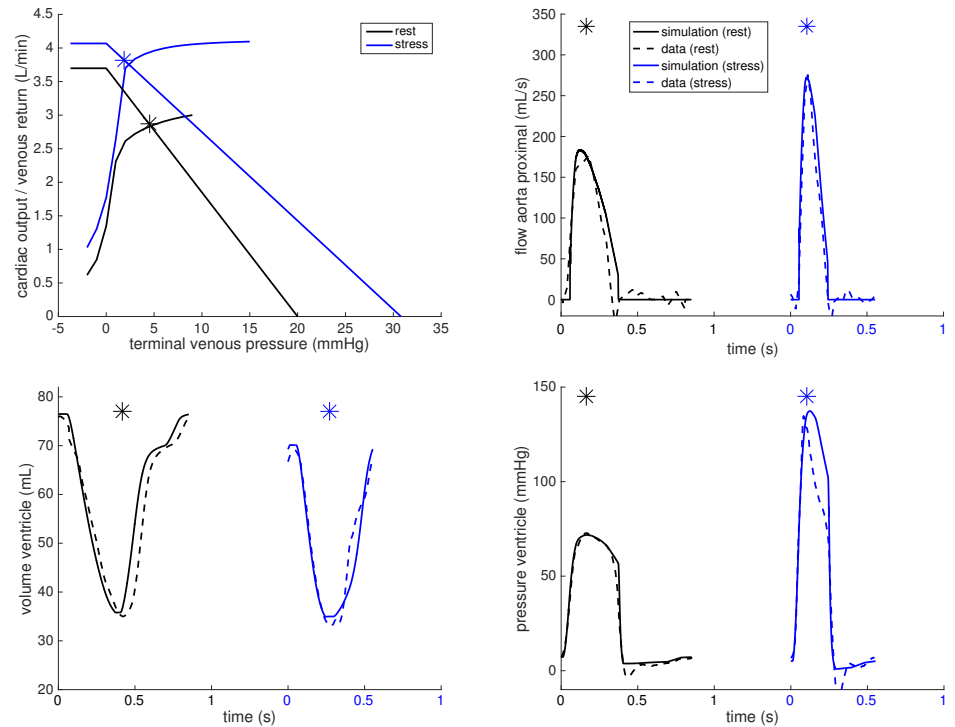 cardiac output / venous return (L/min)
4.5
4
3.5
3
2.5
2
1.5
1
0.5
0
-5 0 5 10 15 20 25 30 35
terminal venous pressure (mmHg)
rest
stress
flow aorta proximal (mL/s)
350
300
250
200
150
100
50
0
0 0.5 1 0 0.5 1
time (s)
simulation (rest)
data (rest)
simulation (stress)
data (stress)
volume ventricle (mL)
80
70
60
50
40
30
20
0 0.5 1 0 0.5 1
time (s)
pressure ventricle (mmHg)
150
100
50
0
0 0.5 1 0 0.5 1
time (s)